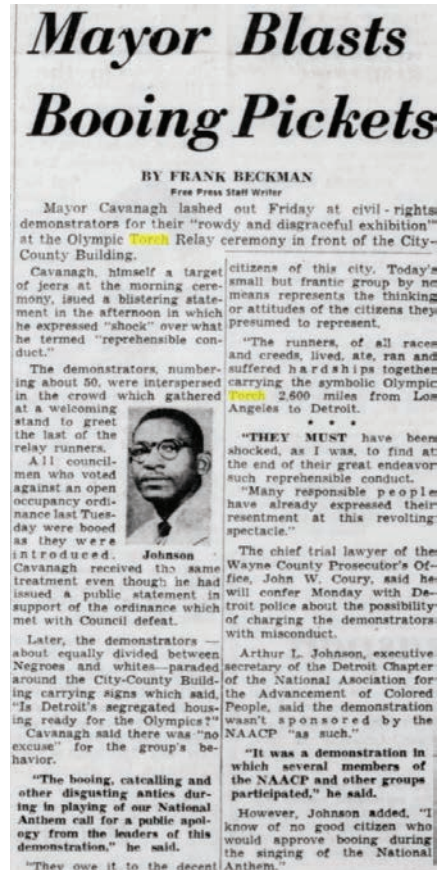 Mayor Blasts
Booing Pickets
BY FRANK BECKMAN
Free Press Staff Writer
Mayor Cavanagh lashed out Friday at civil-rights
demonstrators for their "rowdy and disgraceful exhibition"
at the Olympic Torch Relay ceremony in front of the City-
County Building.
Cavanagh, himself a target
of jeers at the morning cere-
mony, isued a blistering state-
ment in the afternoon in which
he expressed "shock" over what
he termed "reprehensible con-
duct."
The demonstrators, number-
ing about 50, were interspersed
in the crowd which gathered
at a welcoming
stand to greet
the last of the
relay runners.
All council-
men who voted
against an open
occupancy ordi-
nance last Tues-
day were booed
as they were
introduced.
Johnson
Cavanagh received the same
treatment even though he had
issued a public statement in
support of the ordinance which
met with Council defeat.
Later, the demonstrators —
about equally divided between
Negroes and whites—paraded
around the City-County Build-
ing carrying signs which said,
"Is Detroit's segregated hous-
ing ready for the Olympics?"
Cavanagh said there was "no
excuse" for the group's be-
havior.
"The booing, catcalling and
other disgusting antics dur-
ing in playing of our National
Anthem call for a public apol-
ogy from the leaders of this
demonstration," he said.
"They owe it to the decent
citizens of this city. Today's
small but frantic group by no
means represents the thinking
or attitudes of the citizens they
presumed to represent.
"The runners, of all races
and creeds, lived, ate, ran and
suffered hardships together
carrying the symbolic Olympic
Torch 2,600 miles from Los
Angeles to Detroit.
* * *
"THEY MUST have been
shocked, as I was, to find at
the end of their great endeavor
such reprehensible conduct.
"Many responsible people
have already expressed their
resentment at this revolting
spectacle."
The chief trial lawyer of the
Wayne County Prosecutor's Of-
fice, John W. Coury, said he
will confer Monday with De-
troit police about the possibility
of charging the demonstrators
with misconduct.
Arthur L. Johnson, executive
secretary of the Detroit Chapter
of the National Association for
the Advancement of Colored
People, said the demonstration
wasn't sponsored by the
NAACP "as such."
"It was a demonstration in
which several members of
the NAACP and other groups
participated," he said.
However, Johnson added, "I
know of no good citizen who
would approve booing during
the singing of the National
Anthem."